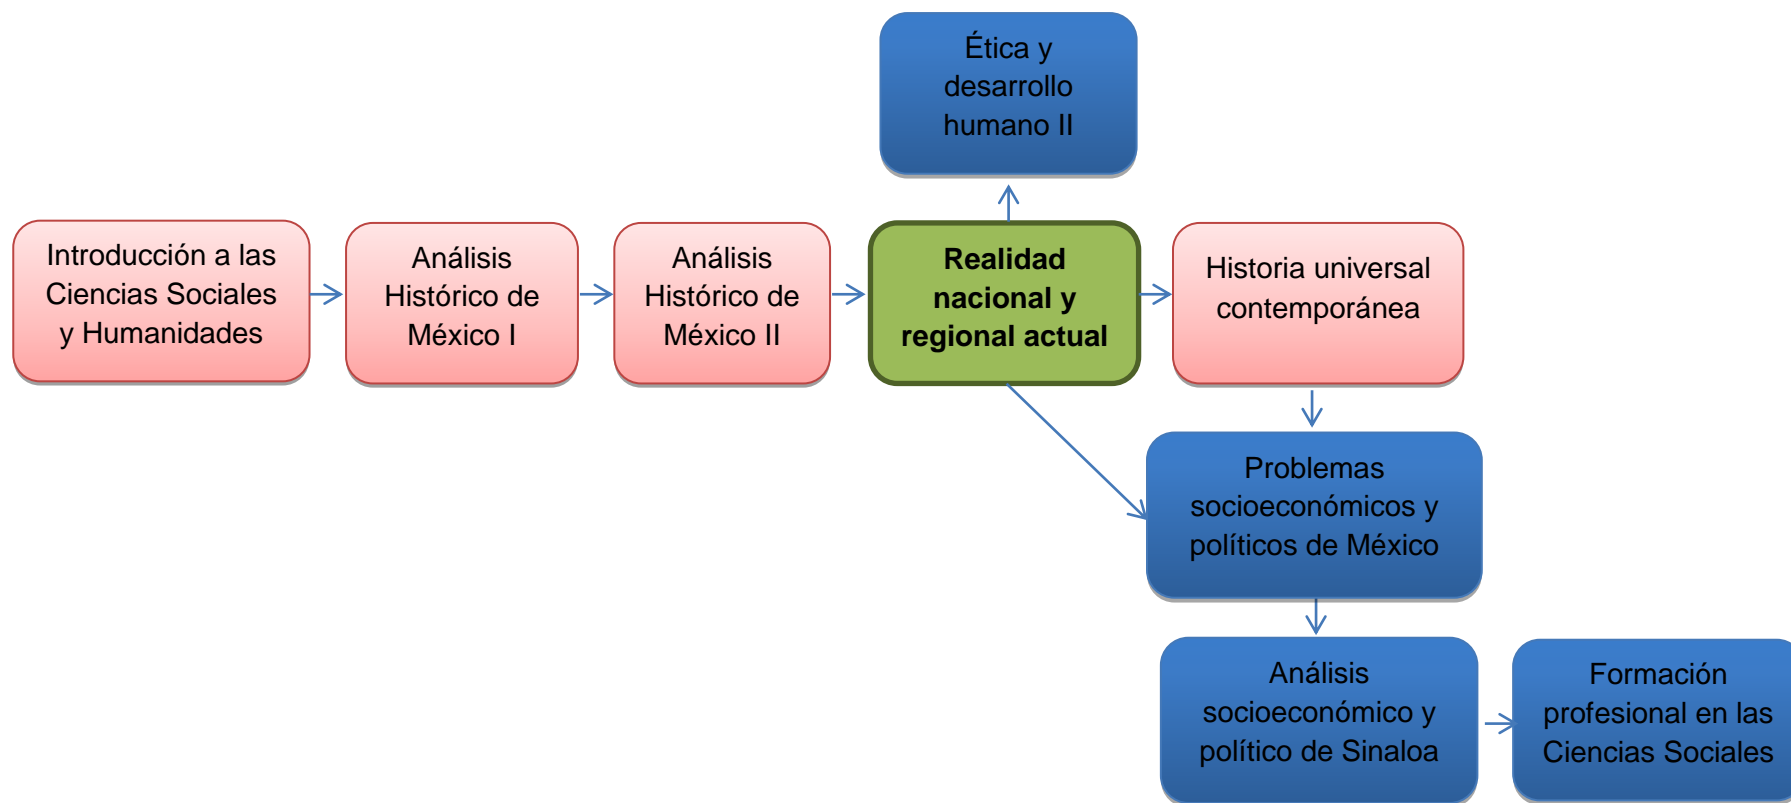 Ética y
desarrollo
humano II
Introducción a las
Ciencias Sociales
y Humanidades
Análisis
Histórico de
México I
Análisis
Histórico de
México II
Realidad
nacional y
regional actual
Historia universal
contemporánea
Problemas
socioeconómicos y
políticos de México
Análisis
socioeconómico y
político de Sinaloa
Formación
profesional en las
Ciencias Sociales